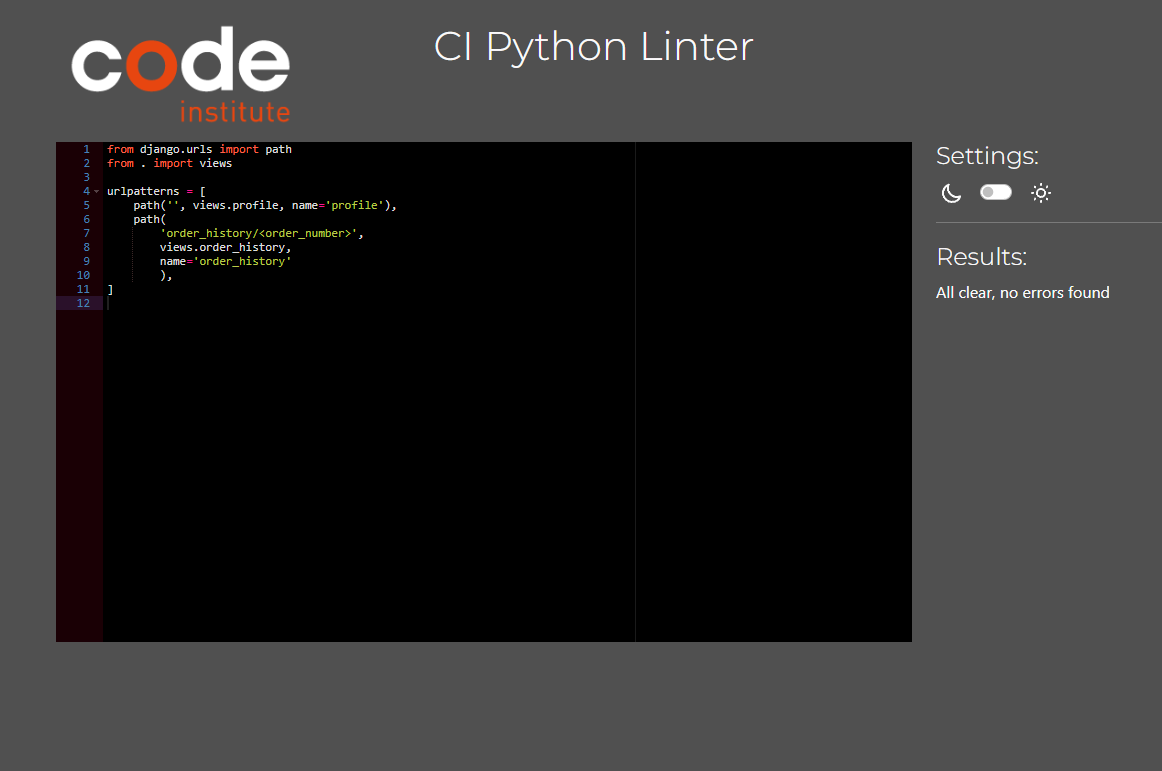 code
institute
CI Python Linter
1 from django.urls import path
2 from . import views
3
4 urlpatterns = [
5     path('', views.profile, name='profile'),
6     path(
7         'order_history/<order_number>',
8         views.order_history,
9         name='order_history'
10         ),
11 ]
12
Settings:
Results:
All clear, no errors found